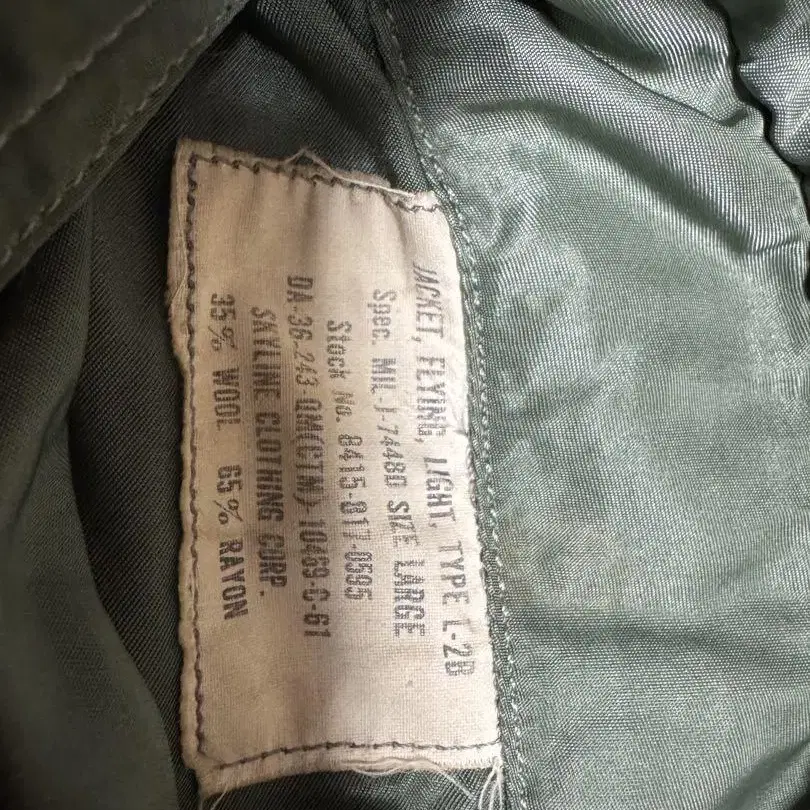 JACKET, FLYING, LIGHT, TYPE L-2B
Spec. MIL-J-7448D SIZE LARGE
Stock No. 8415-817-0505
DA-36-243-QM(CTM) 10469-C-61
SKYLINE CLOTHING CORP.
35% WOOL 65% RAYON